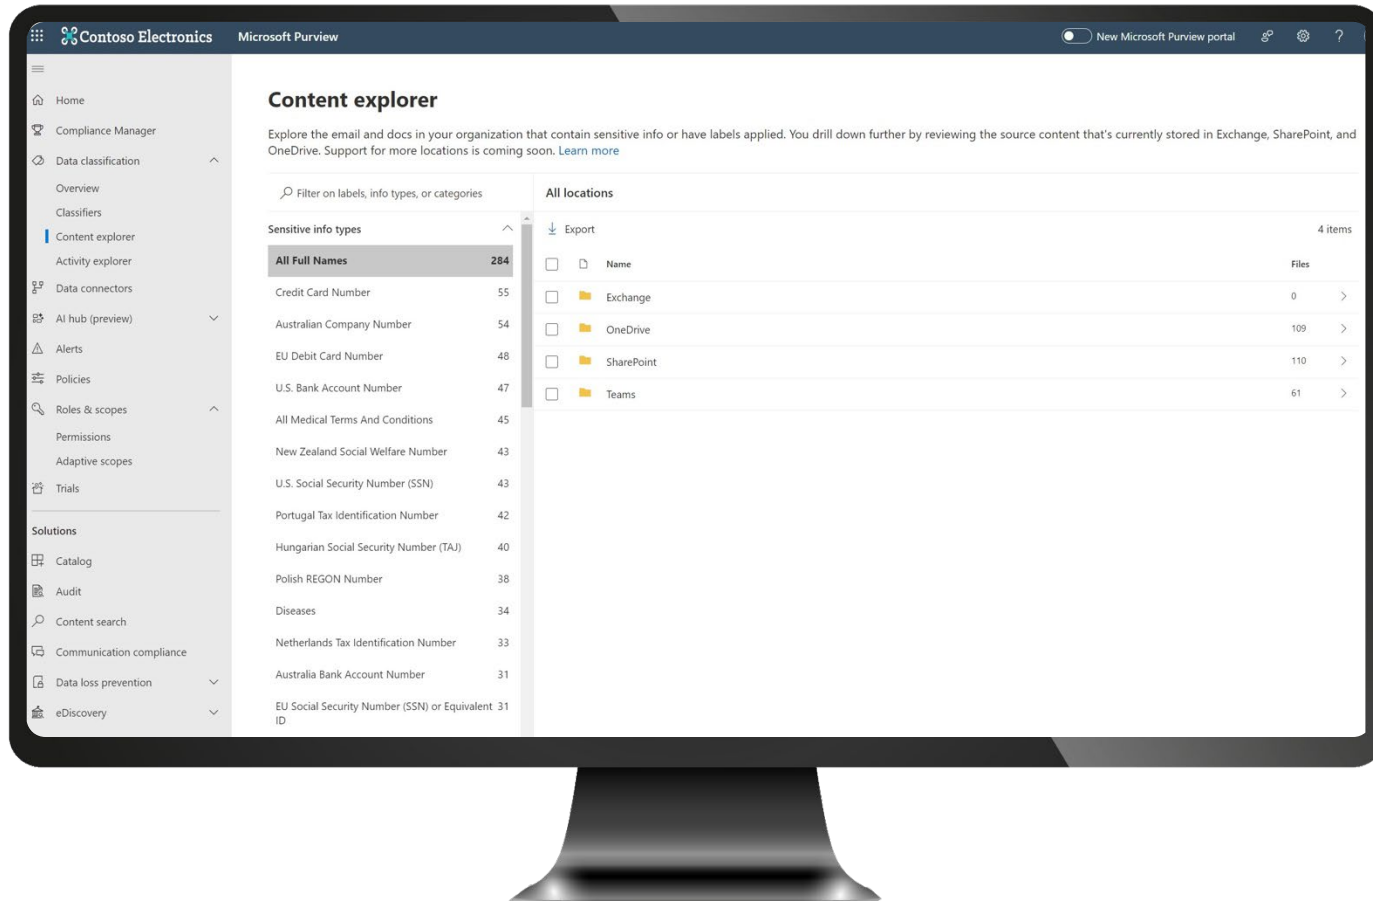 Contoso Electronics
Microsoft Purview
New Microsoft Purview portal
?
Home
Compliance Manager
Data classification
Overview
Classifiers
Content explorer
Activity explorer
Data connectors
AI hub (preview)
Alerts
Policies
Roles & scopes
Permissions
Adaptive scopes
Trials
Solutions
Catalog
Audit
Content search
Communication compliance
Data loss prevention
eDiscovery
Content explorer
Explore the email and docs in your organization that contain sensitive info or have labels applied. You drill down further by reviewing the source content that's currently stored in Exchange, SharePoint, and
OneDrive. Support for more locations is coming soon. Learn more
Filter on labels, info types, or categories
Sensitive info types
All Full Names 284
Credit Card Number 55
Australian Company Number 54
EU Debit Card Number 48
U.S. Bank Account Number 47
All Medical Terms And Conditions 45
New Zealand Social Welfare Number 43
U.S. Social Security Number (SSN) 43
Portugal Tax Identification Number 42
Hungarian Social Security Number (TAJ) 40
Polish REGON Number 38
Diseases 34
Netherlands Tax Identification Number 33
Australia Bank Account Number 31
EU Social Security Number (SSN) or Equivalent 31
ID
All locations
Export 4 items
Name Files
Exchange 0
OneDrive 109
SharePoint 110
Teams 61